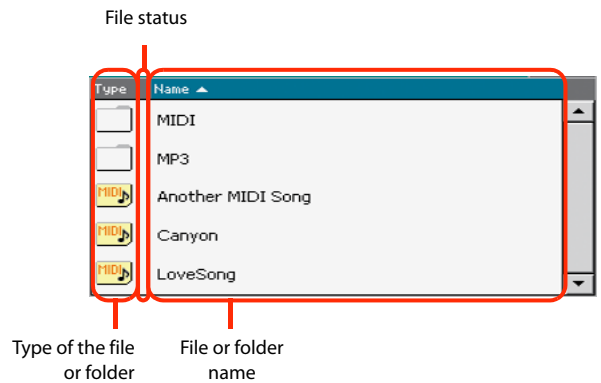 File status
Type Name
MIDI
MP3
MIDI Another MIDI Song
MIDI Canyon
MIDI LoveSong
Type of the file
or folder
File or folder
name